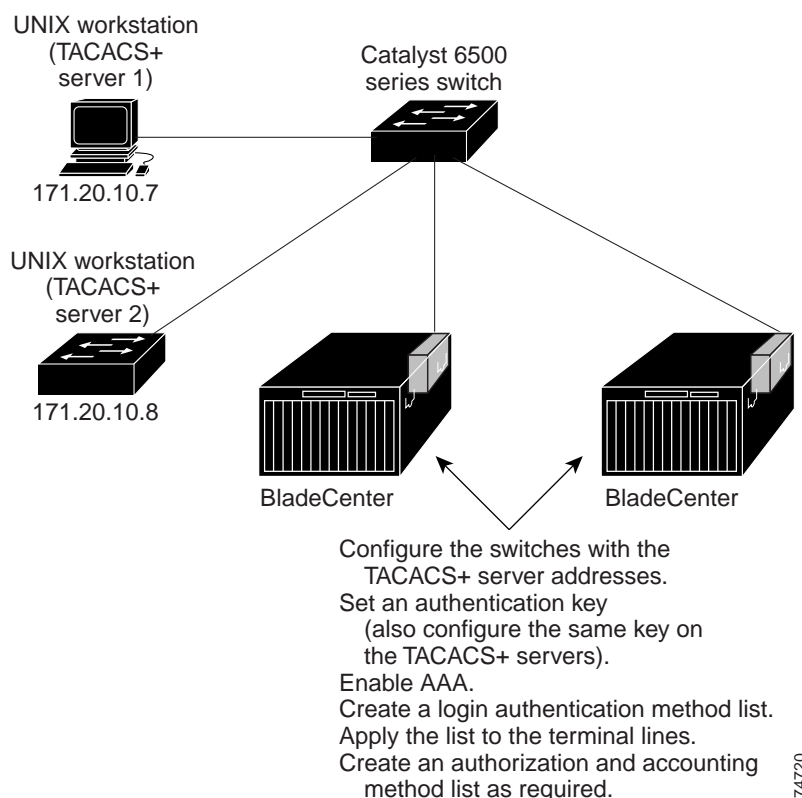 UNIX workstation
(TACACS+
server 1)
Catalyst 6500
series switch
171.20.10.7
UNIX workstation
(TACACS+
server 2)
171.20.10.8
BladeCenter
BladeCenter
Configure the switches with the
TACACS+ server addresses.
Set an authentication key
(also configure the same key on
the TACACS+ servers).
Enable AAA.
Create a login authentication method list.
Apply the list to the terminal lines.
Create an authorization and accounting
method list as required.
74720